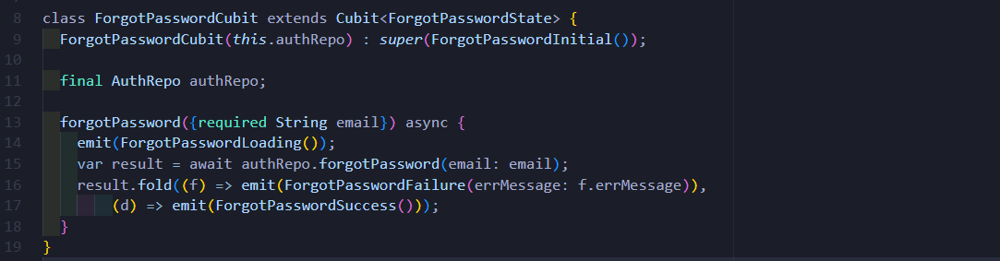 8 class ForgotPasswordCubit extends Cubit<ForgotPasswordState> {
9   ForgotPasswordCubit(this.authRepo) : super(ForgotPasswordInitial());
10
11   final AuthRepo authRepo;
12
13   forgotPassword({required String email}) async {
14     emit(ForgotPasswordLoading());
15     var result = await authRepo.forgotPassword(email: email);
16     result.fold((f) => emit(ForgotPasswordFailure(errMessage: f.errMessage)),
17         (d) => emit(ForgotPasswordSuccess()));
18   }
19 }